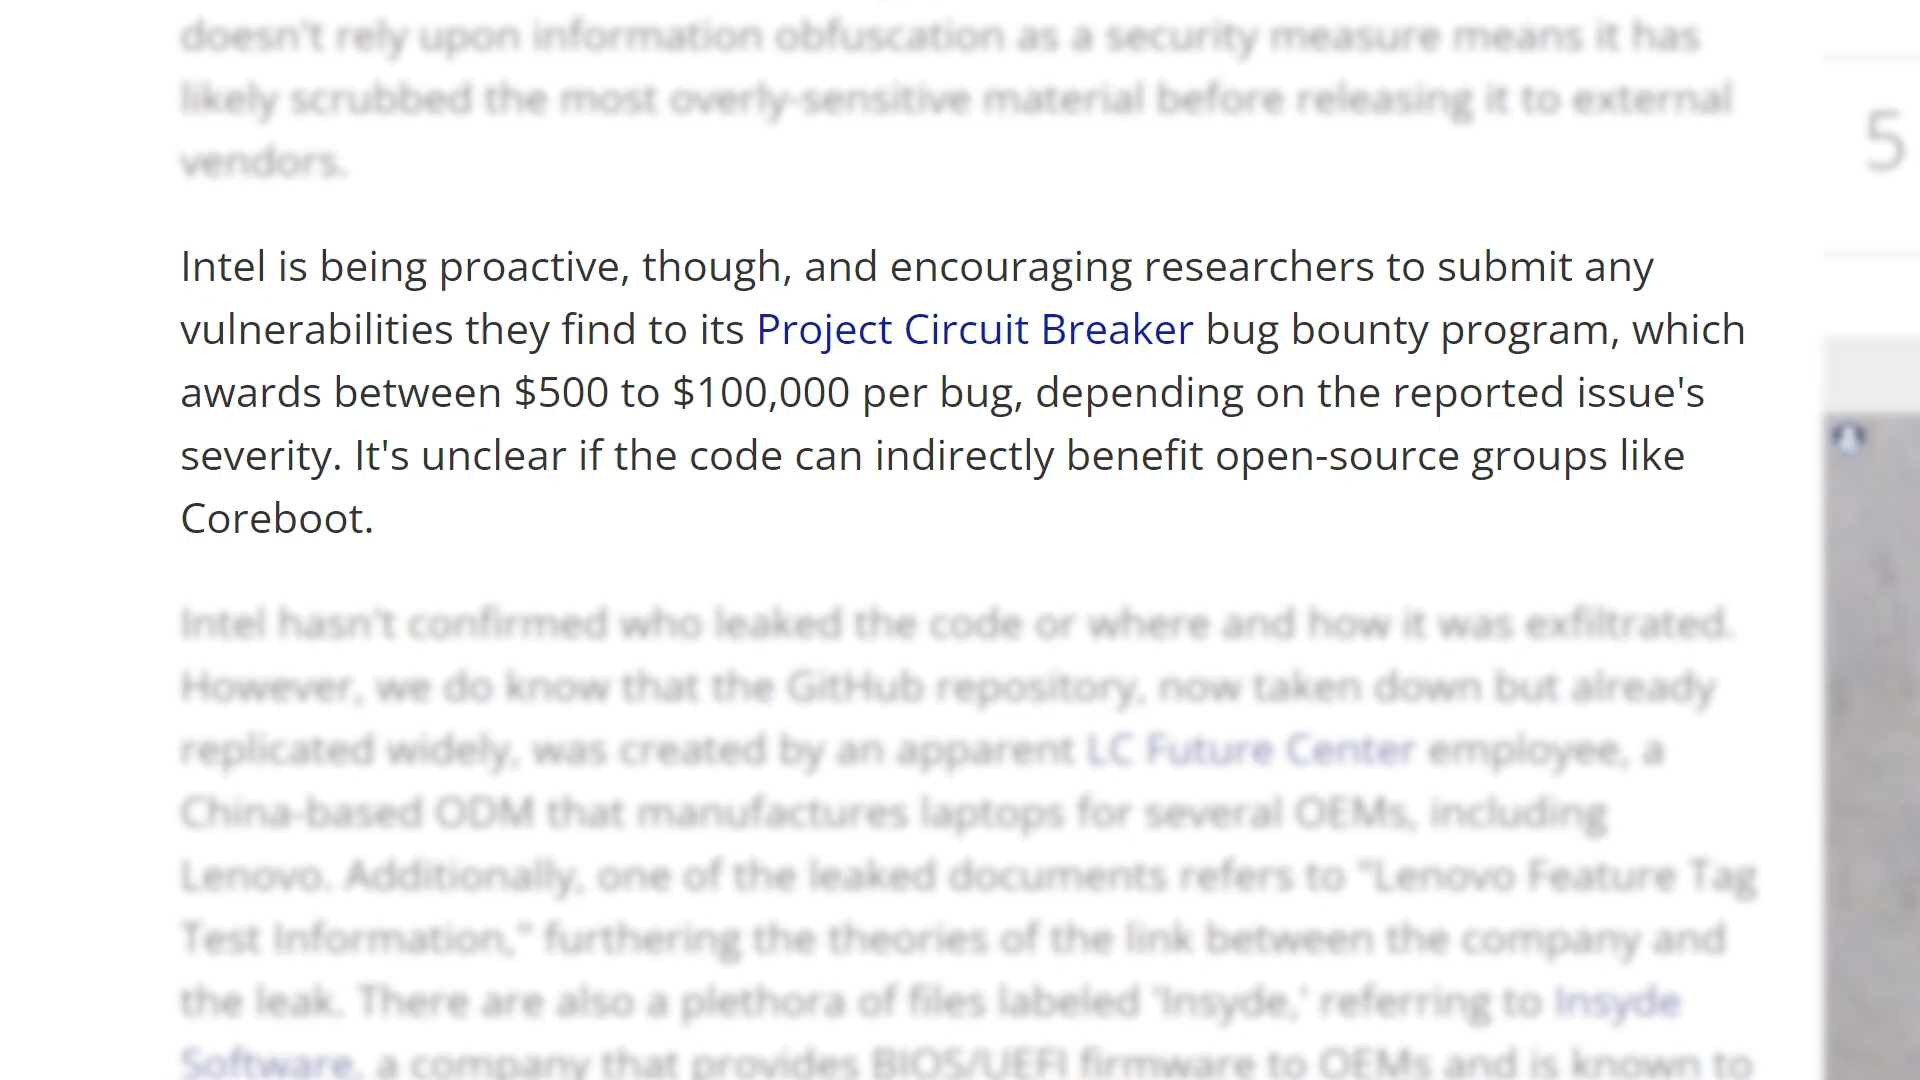 doesn't rely upon information obfuscation as a security measure means it has
likely scrubbed the most overly-sensitive material before releasing it to external
vendors.
5
Intel is being proactive, though, and encouraging researchers to submit any
vulnerabilities they find to its Project Circuit Breaker bug bounty program, which
awards between $500 to $100,000 per bug, depending on the reported issue's
severity. It's unclear if the code can indirectly benefit open-source groups like
Coreboot.
Intel hasn't confirmed who leaked the code or where and how it was exfiltrated.
However, we do know that the GitHub repository, now taken down but already
replicated widely, was created by an apparent LC Future Center employee, a
China-based ODM that manufactures laptops for several OEMs, including
Lenovo. Additionally, one of the leaked documents refers to "Lenovo Feature Tag
Test Information," furthering the theories of the link between the company and
the leak. There are also a plethora of files labeled 'Insyde,' referring to Insyde
Software, a company that provides BIOS/UEFI firmware to OEMs and is known to